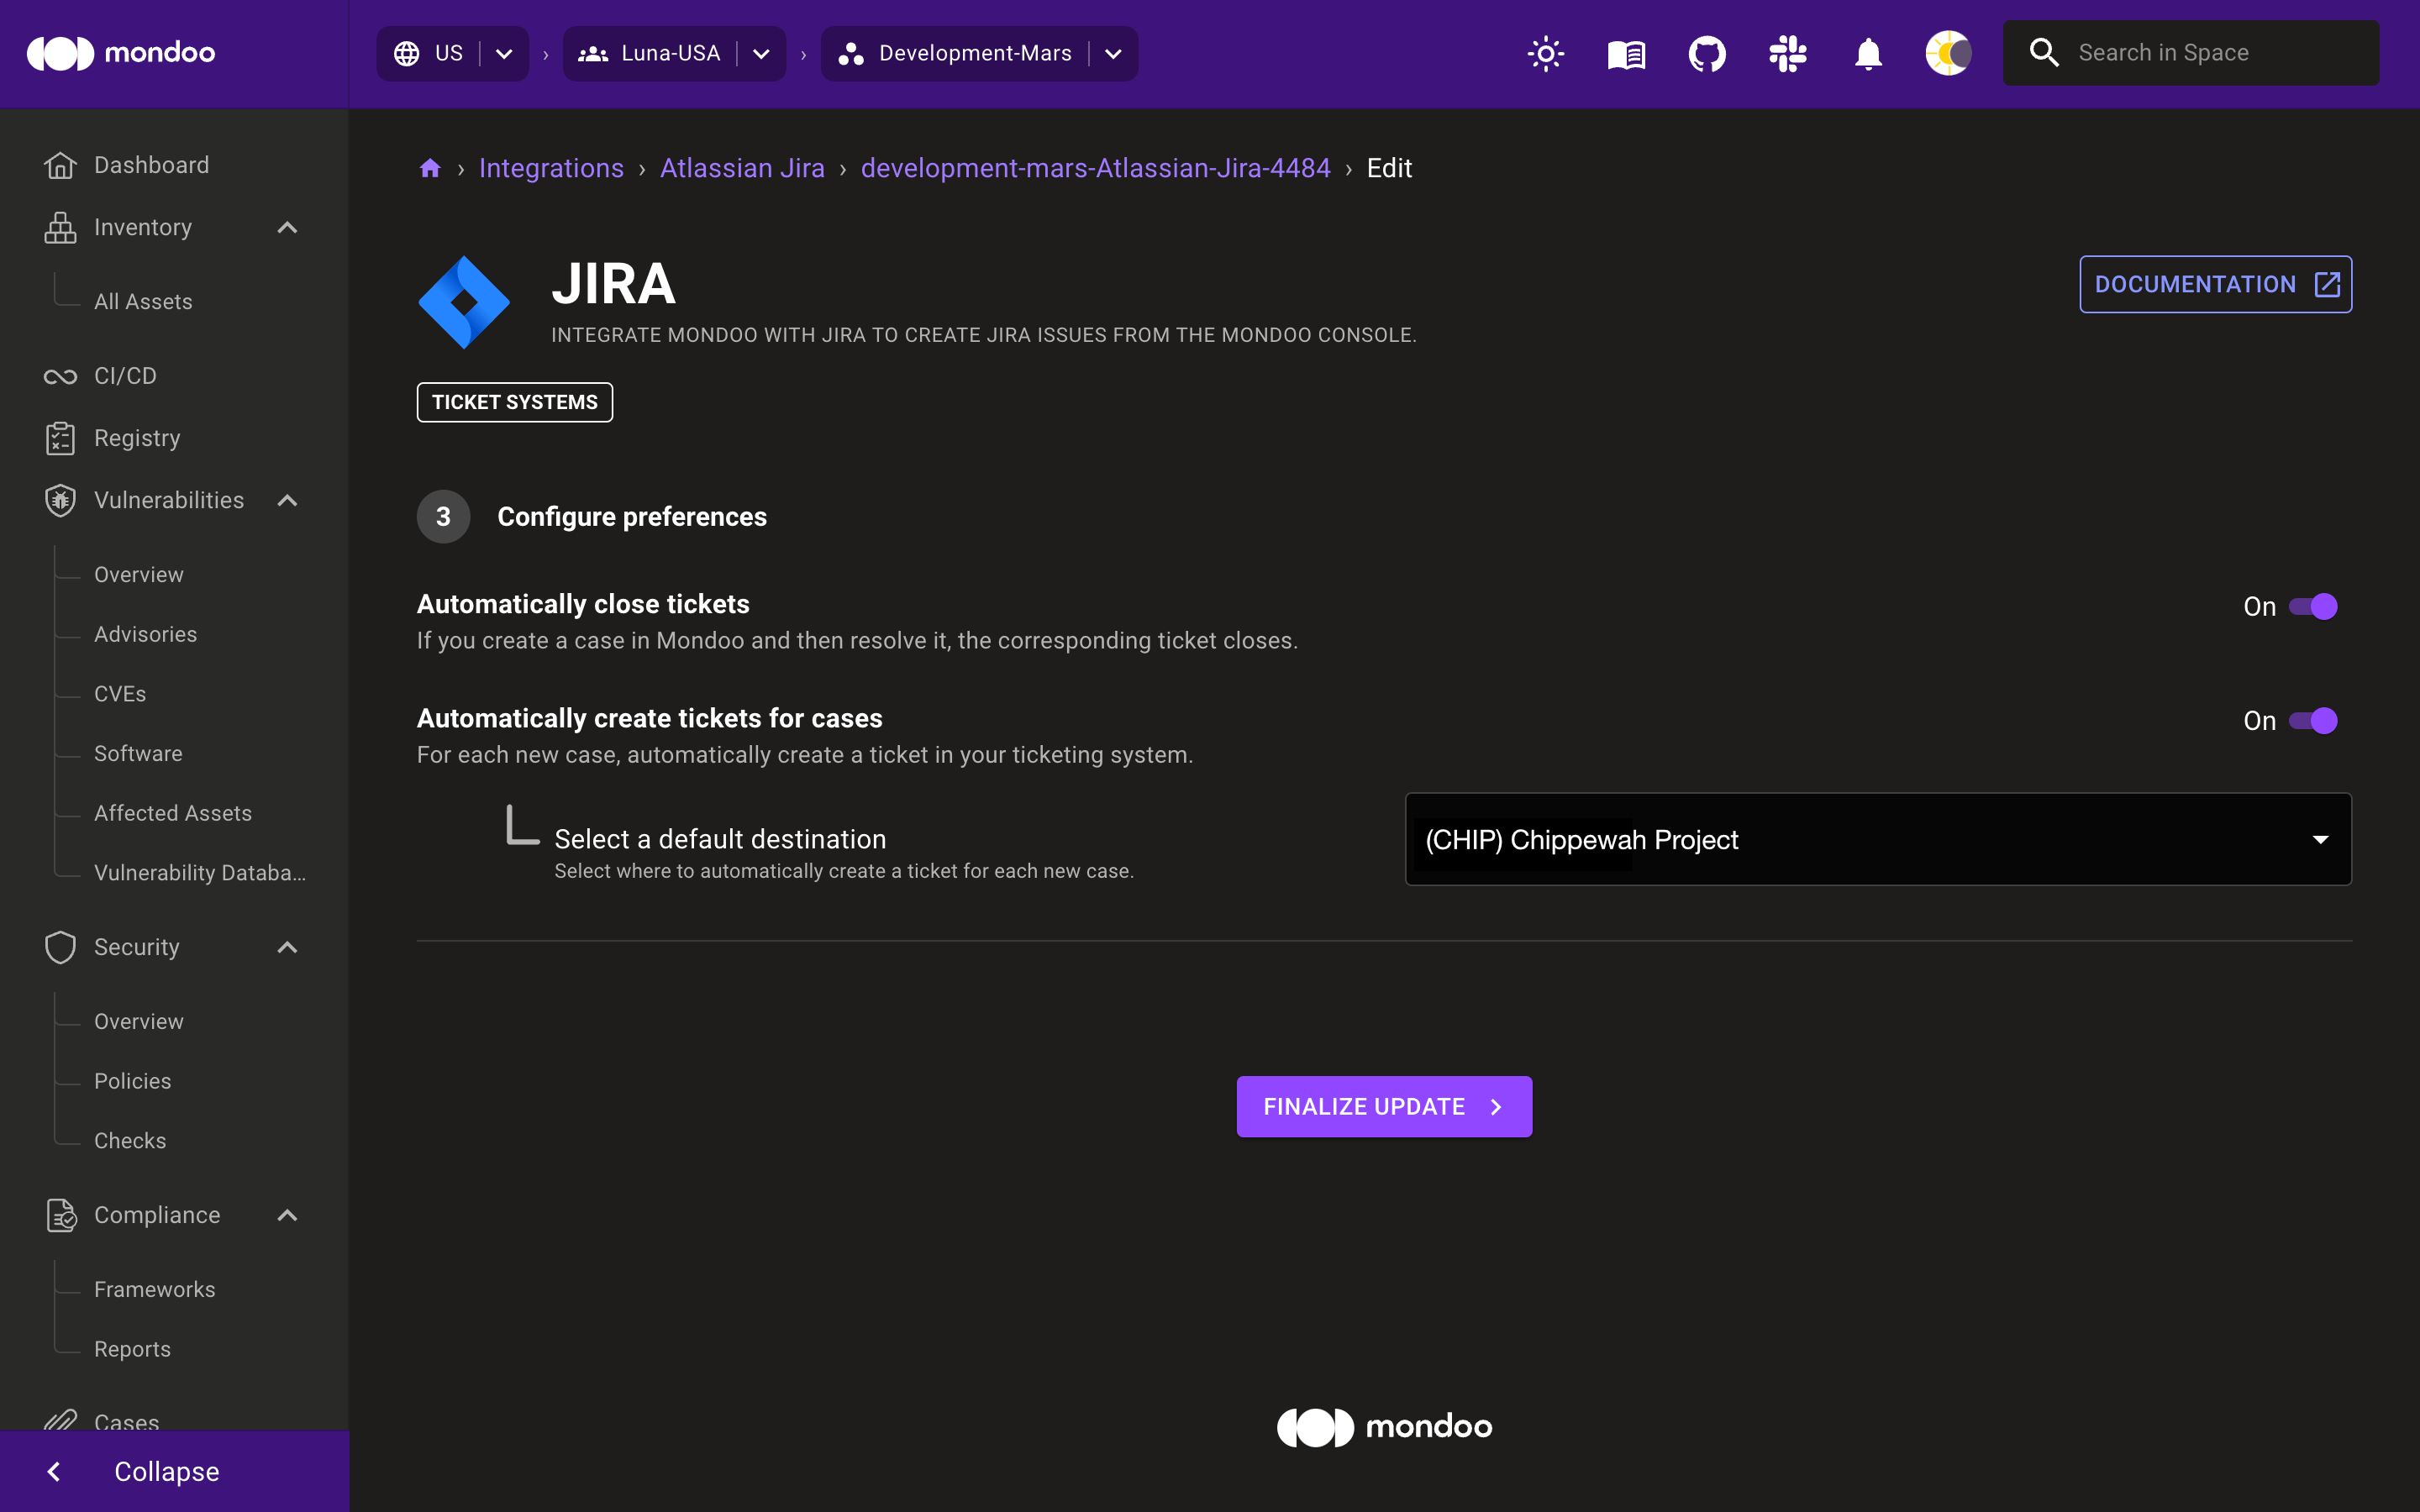 mondoo
US
Luna-USA
Development-Mars
Search in Space
Dashboard
Inventory
All Assets
CI/CD
Registry
Vulnerabilities
Overview
Advisories
CVEs
Software
Affected Assets
Vulnerability Databa...
Security
Overview
Policies
Checks
Compliance
Frameworks
Reports
Cases
Collapse
› Integrations › Atlassian Jira › development-mars-Atlassian-Jira-4484 › Edit
JIRA
INTEGRATE MONDOO WITH JIRA TO CREATE JIRA ISSUES FROM THE MONDOO CONSOLE.
DOCUMENTATION
TICKET SYSTEMS
3 Configure preferences
Automatically close tickets
On
If you create a case in Mondoo and then resolve it, the corresponding ticket closes.
Automatically create tickets for cases
On
For each new case, automatically create a ticket in your ticketing system.
Select a default destination
Select where to automatically create a ticket for each new case.
(CHIP) Chippewah Project
FINALIZE UPDATE
mondoo